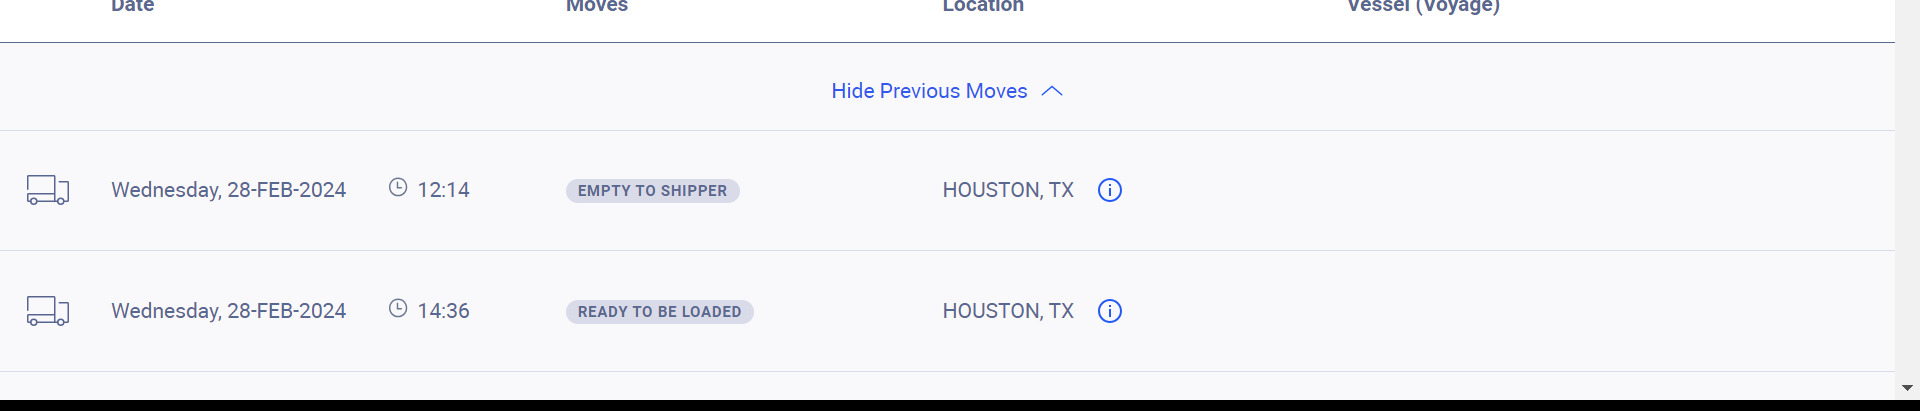 Date Moves Location Vessel (Voyage)
Hide Previous Moves
Wednesday, 28-FEB-2024 12:14 EMPTY TO SHIPPER HOUSTON, TX
Wednesday, 28-FEB-2024 14:36 READY TO BE LOADED HOUSTON, TX